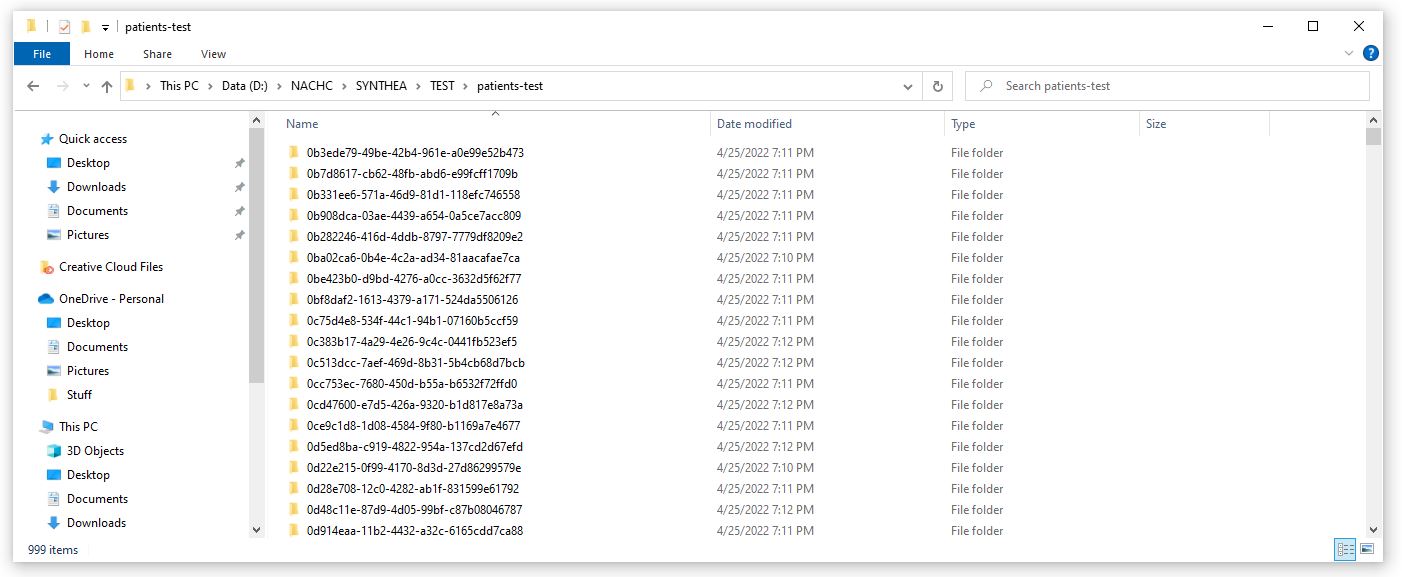 patients-test
File Home Share View
This PC Data (D:) NACHC SYNTHEA TEST patients-test
Search patients-test
Quick access
Desktop
Downloads
Documents
Pictures
Creative Cloud Files
OneDrive - Personal
Desktop
Documents
Pictures
Stuff
This PC
3D Objects
Desktop
Documents
Downloads
Name Date modified Type Size
0b3ede79-49be-42b4-961e-a0e99e52b473 4/25/2022 7:11 PM File folder
0b7d8617-cb62-48fb-abd6-e99fcff1709b 4/25/2022 7:11 PM File folder
0b331ee6-571a-46d9-81d1-118efc746558 4/25/2022 7:11 PM File folder
0b908dca-03ae-4439-a654-0a5ce7acc809 4/25/2022 7:11 PM File folder
0b282246-416d-4ddb-8797-7779df8209e2 4/25/2022 7:11 PM File folder
0ba02ca6-0b4e-4c2a-ad34-81aacafae7ca 4/25/2022 7:10 PM File folder
0be423b0-d9bd-4276-a0cc-3632d5f62f77 4/25/2022 7:11 PM File folder
0bf8daf2-1613-4379-a171-524da5506126 4/25/2022 7:11 PM File folder
0c75d4e8-534f-44c1-94b1-07160b5ccf59 4/25/2022 7:11 PM File folder
0c383b17-4a29-4e26-9c4c-0441fb523ef5 4/25/2022 7:12 PM File folder
0c513dcc-7aef-469d-8b31-5b4cb68d7bcb 4/25/2022 7:12 PM File folder
0cc753ec-7680-450d-b55a-b6532f72ffd0 4/25/2022 7:11 PM File folder
0cd47600-e7d5-426a-9320-b1d817e8a73a 4/25/2022 7:12 PM File folder
0ce9c1d8-1d08-4584-9f80-b1169a7e4677 4/25/2022 7:11 PM File folder
0d5ed8ba-c919-4822-954a-137cd2d67efd 4/25/2022 7:12 PM File folder
0d22e215-0f99-4170-8d3d-27d86299579e 4/25/2022 7:10 PM File folder
0d28e708-12c0-4282-ab1f-831599e61792 4/25/2022 7:11 PM File folder
0d48c11e-87d9-4d05-99bf-c87b08046787 4/25/2022 7:12 PM File folder
0d914eaa-11b2-4432-a32c-6165cdd7ca88 4/25/2022 7:11 PM File folder
999 items